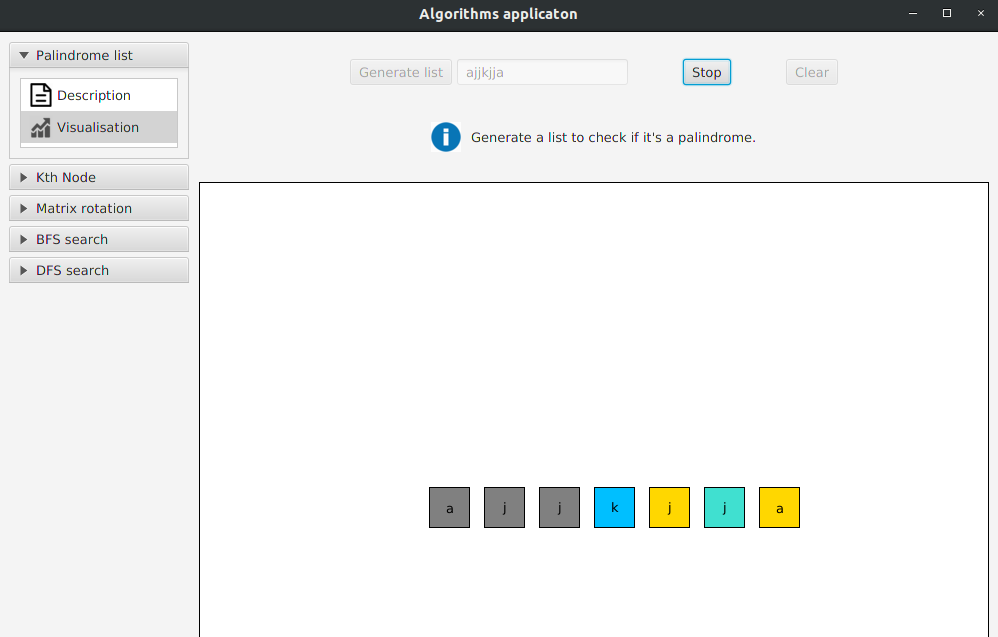 Algorithms applicaton
Palindrome list
Description
Visualisation
Kth Node
Matrix rotation
BFS search
DFS search
Generate list
ajjkjja
Stop
Clear
Generate a list to check if it's a palindrome.
a j j k j j a